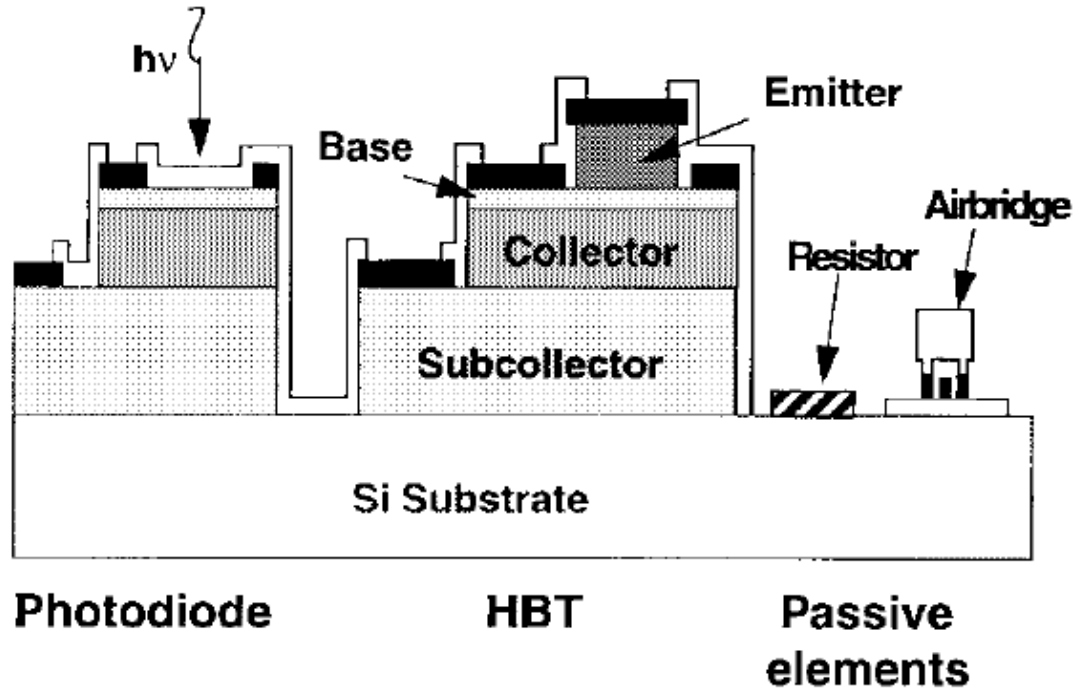 hν
Emitter
Base
Airbridge
Collector
Resistor
Subcollector
Si Substrate
Photodiode
HBT
Passive
elements